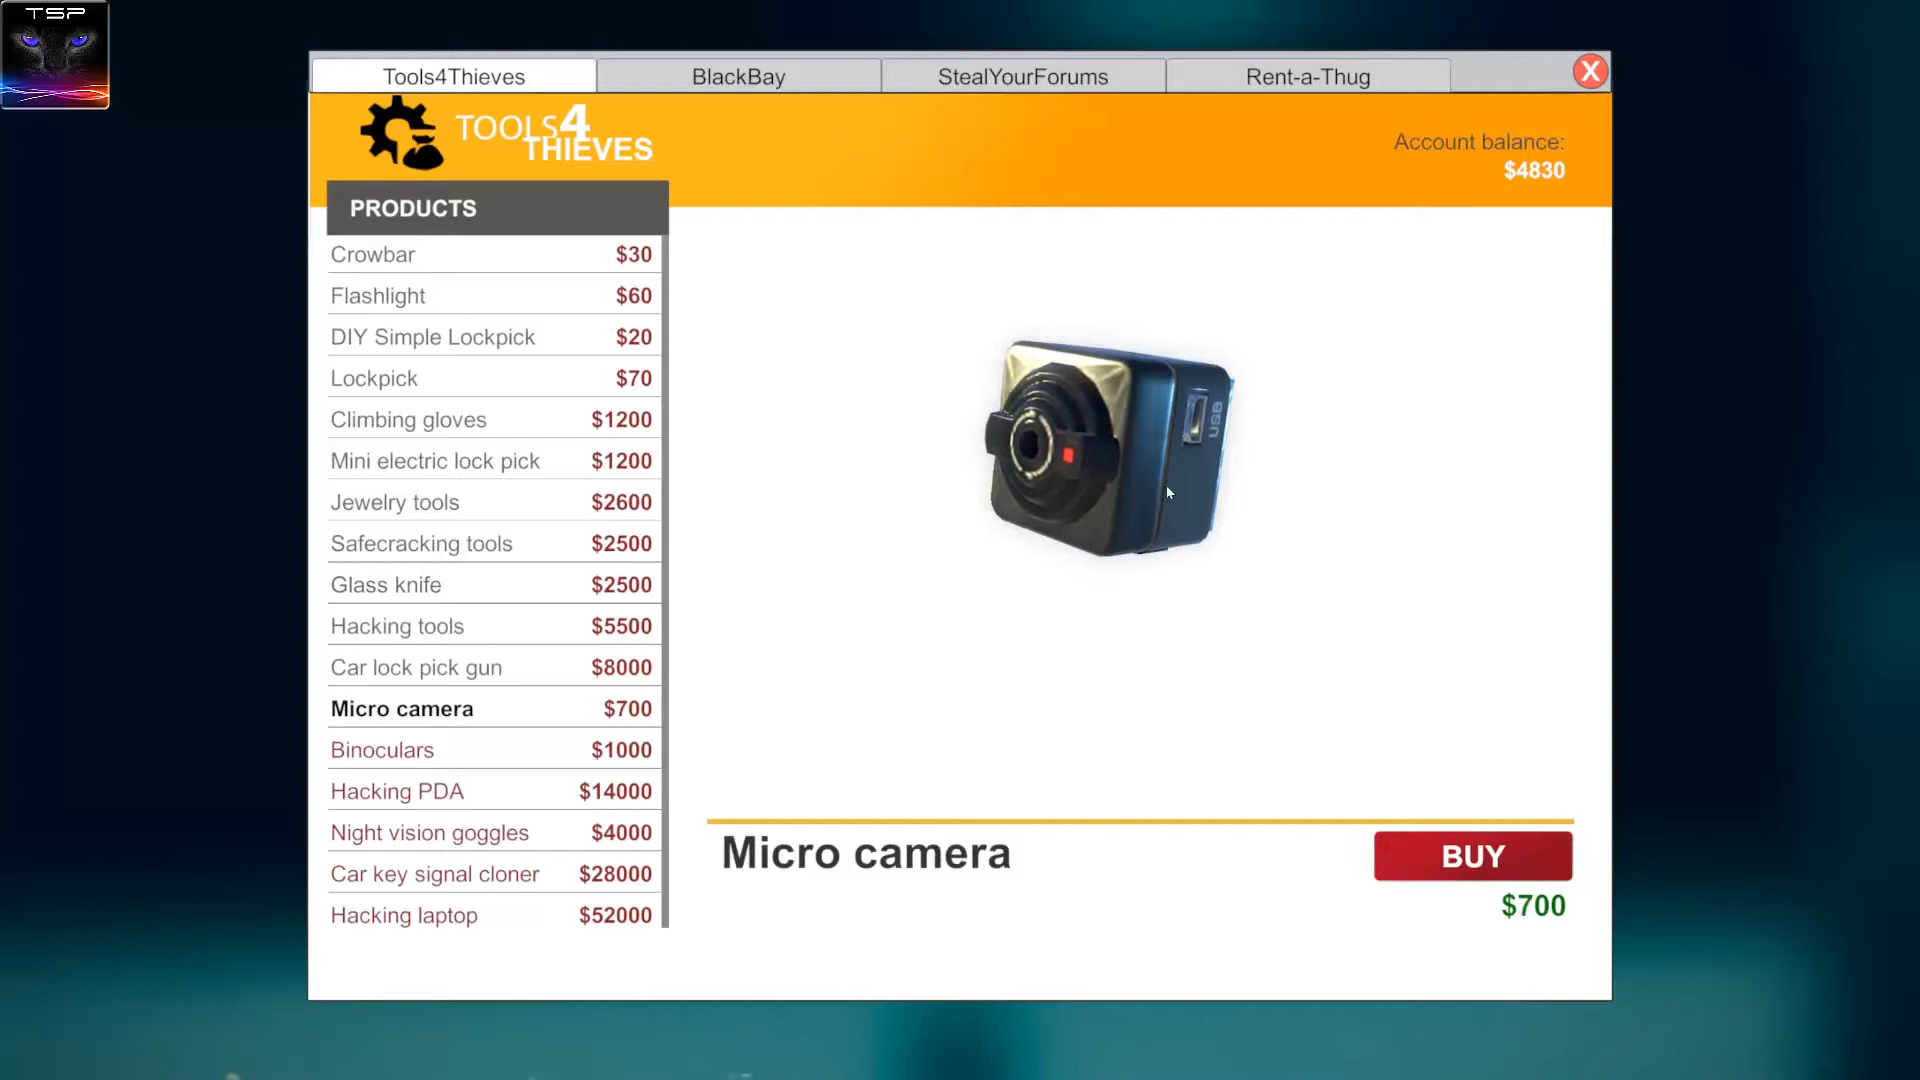 TSP
Tools4Thieves BlackBay StealYourForums Rent-a-Thug X
TOOLS4
THIEVES
Account balance:
$4830
PRODUCTS
Crowbar $30
Flashlight $60
DIY Simple Lockpick $20
Lockpick $70
Climbing gloves $1200
Mini electric lock pick $1200
Jewelry tools $2600
Safecracking tools $2500
Glass knife $2500
Hacking tools $5500
Car lock pick gun $8000
Micro camera $700
Binoculars $1000
Hacking PDA $14000
Night vision goggles $4000
Car key signal cloner $28000
Hacking laptop $52000
USB
Micro camera
BUY
$700